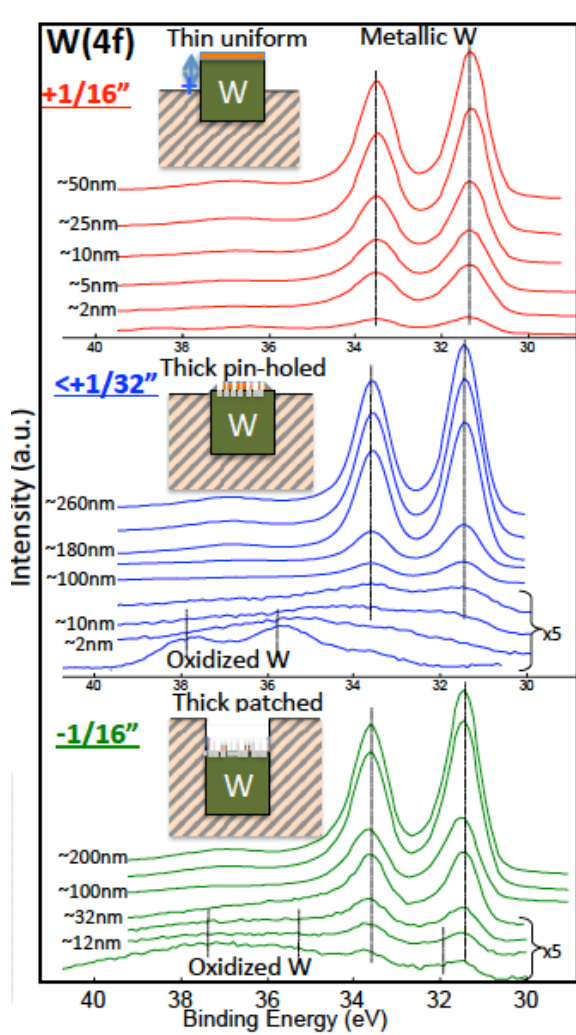 W(4f)
Thin uniform
Metallic W
+1/16”
W
~50nm
~25nm
~10nm
~5nm
~2nm
40 38 36 34 32 30
Thick pin-holed
<+1/32”
W
~260nm
~180nm
~100nm
~10nm
~2nm
x5
Oxidized W
40 38 36 34 32 30
Thick patched
-1/16”
W
~200nm
~100nm
~32nm
~12nm
x5
Oxidized W
40 38 36 34 32 30
Binding Energy (eV)
Intensity (a.u.)